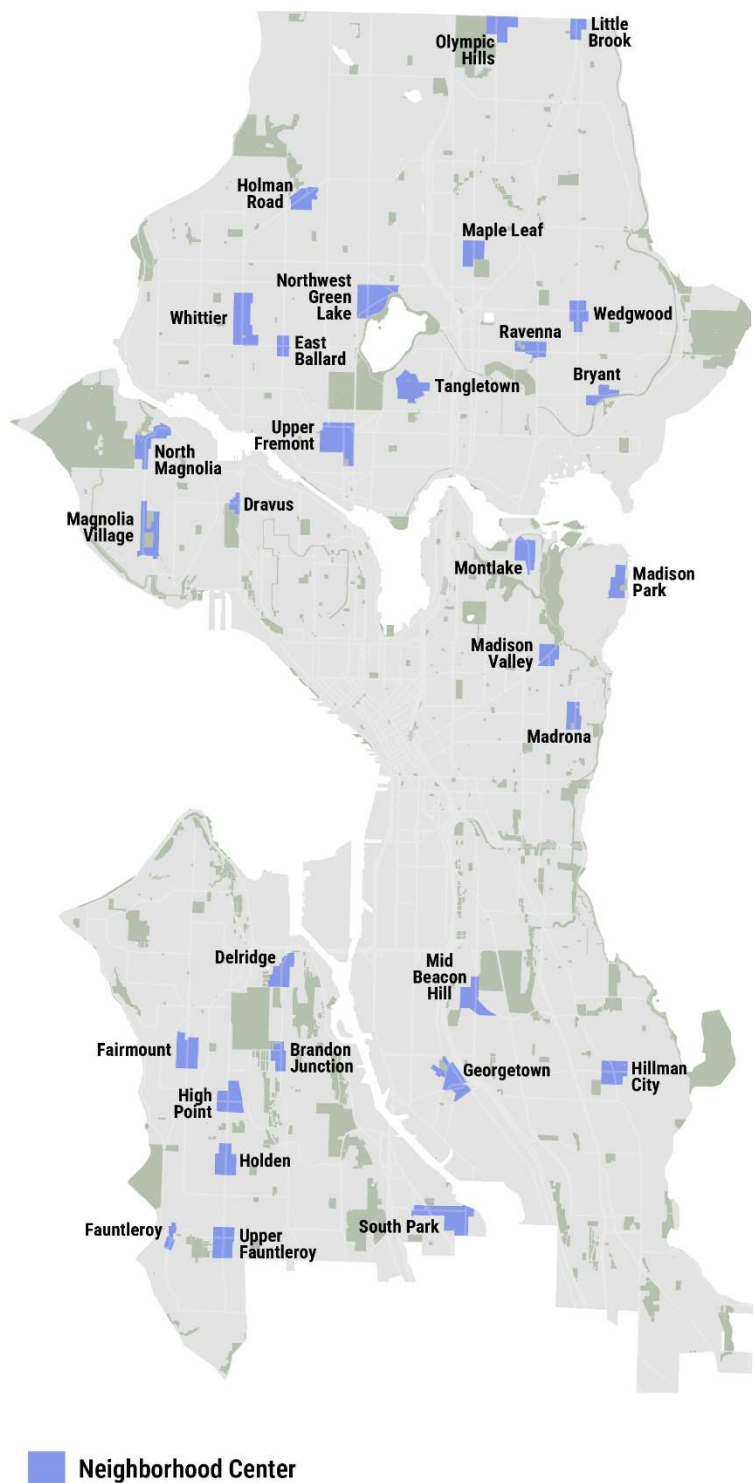 Olympic
Hills
Little
Brook
Holman
Road
Maple Leaf
Northwest
Green
Lake
Whittier
East
Ballard
Wedgwood
Ravenna
Tangletown
Bryant
Upper
Fremont
North
Magnolia
Dravus
Magnolia
Village
Montlake
Madison
Park
Madison
Valley
Madrona
Delridge
Mid
Beacon
Hill
Fairmount
Brandon
Junction
Georgetown
Hillman
City
High
Point
Holden
Fauntleroy
Upper
Fauntleroy
South Park
Neighborhood Center